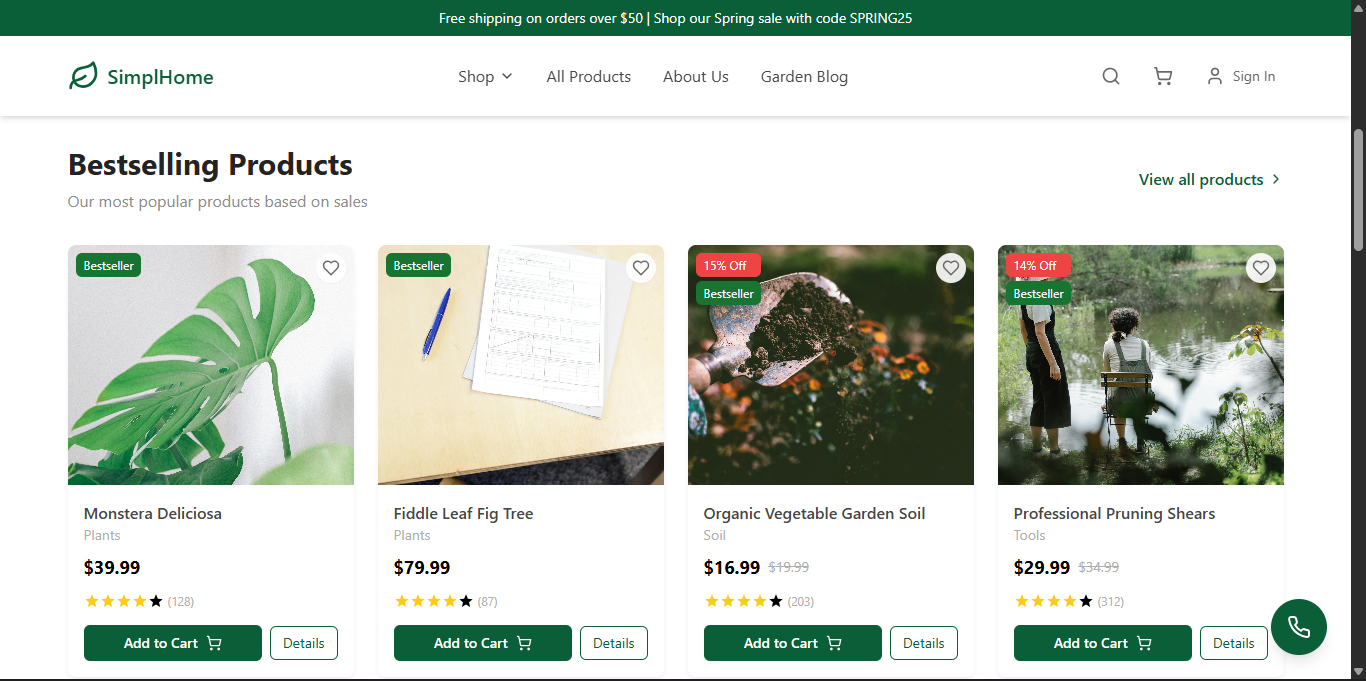 Free shipping on orders over $50 | Shop our Spring sale with code SPRING25
SimplHome
Shop
All Products
About Us
Garden Blog
Sign In
Bestselling Products
Our most popular products based on sales
View all products
Bestseller
Bestseller
15% Off
Bestseller
14% Off
Bestseller
Monstera Deliciosa
Plants
$39.99
(128)
Add to Cart
Details
Fiddle Leaf Fig Tree
Plants
$79.99
(87)
Add to Cart
Details
Organic Vegetable Garden Soil
Soil
$16.99 $19.99
(203)
Add to Cart
Details
Professional Pruning Shears
Tools
$29.99 $34.99
(312)
Add to Cart
Details